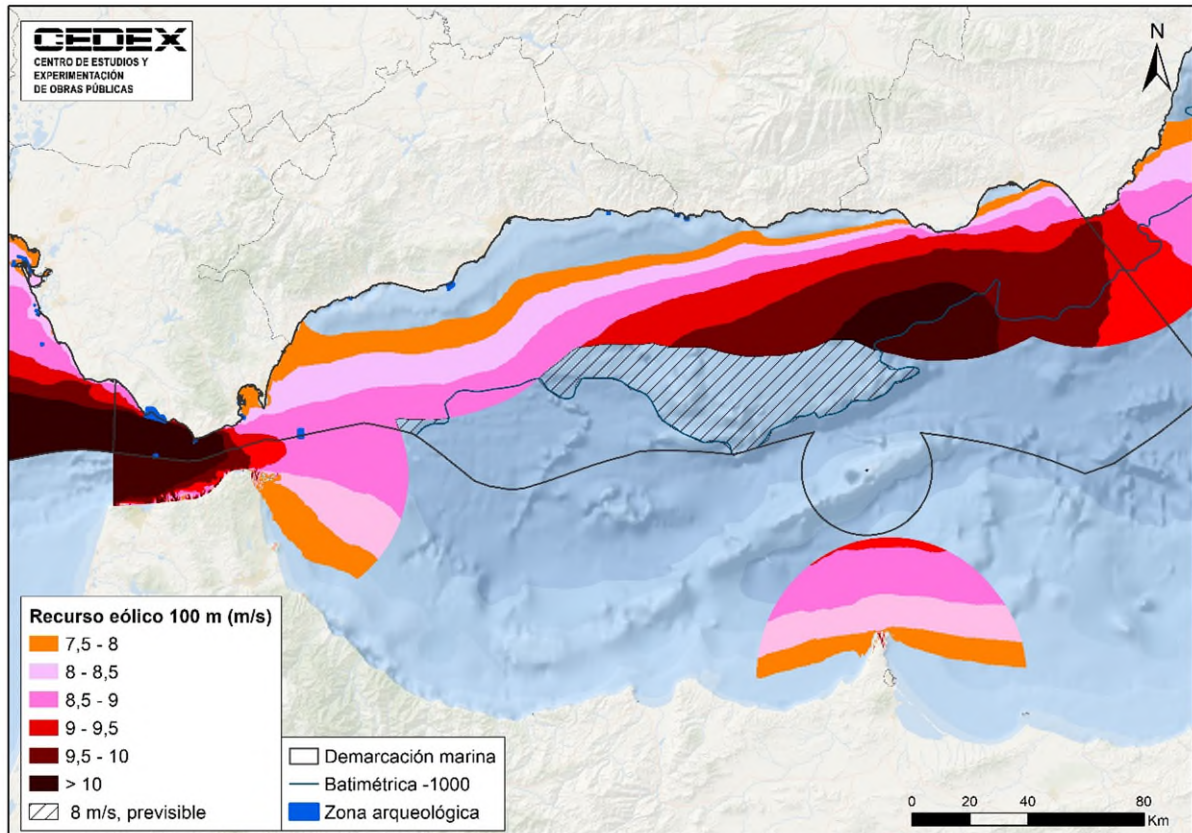 CEDEX
CENTRO DE ESTUDIOS Y
EXPERIMENTACIÓN
DE OBRAS PÚBLICAS
N
Recurso eólico 100 m (m/s)
7,5 - 8
8 - 8,5
8,5 - 9
9 - 9,5
9,5 - 10
> 10
8 m/s, previsible
Demarcación marina
Batimétrica -1000
Zona arqueológica
0 20 40 80
Km